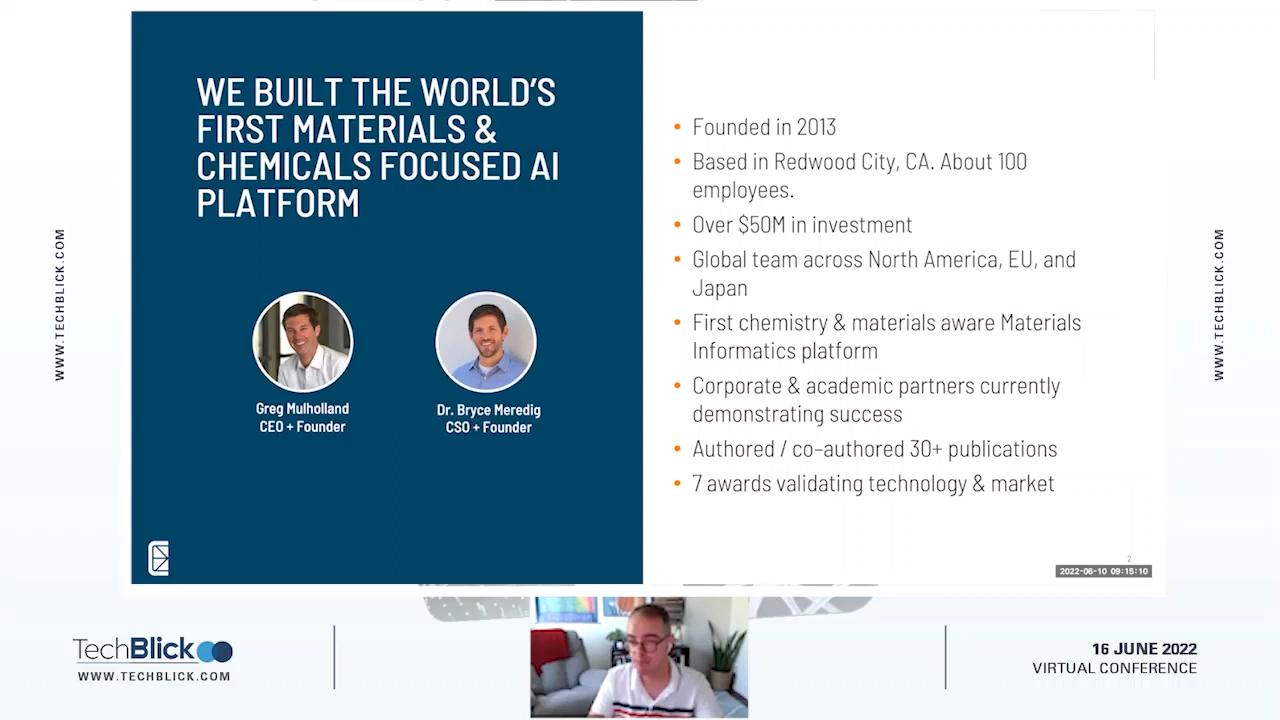 WE BUILT THE WORLD'S
FIRST MATERIALS &
CHEMICALS FOCUSED AI
PLATFORM
Greg Mulholland
CEO + Founder
Dr. Bryce Meredig
CSO + Founder
• Founded in 2013
• Based in Redwood City, CA. About 100
employees.
• Over $50M in investment
• Global team across North America, EU, and
Japan
• First chemistry & materials aware Materials
Informatics platform
• Corporate & academic partners currently
demonstrating success
• Authored / co-authored 30+ publications
• 7 awards validating technology & market
2
2022-06-10 09:15:10
WWW.TECHBLICK.COM
WWW.TECHBLICK.COM
TechBlick
WWW.TECHBLICK.COM
16 JUNE 2022
VIRTUAL CONFERENCE